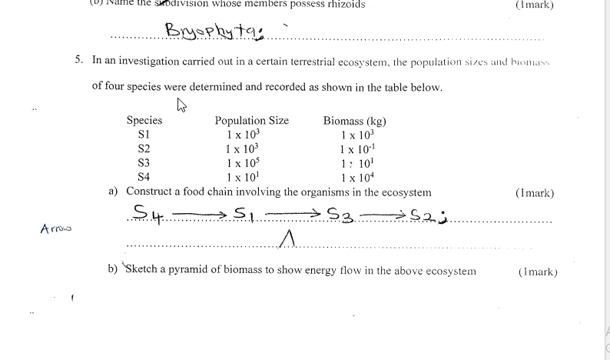 (b) Name the subdivision whose members possess rhizoids (1mark)
Bryophyta;
5. In an investigation carried out in a certain terrestrial ecosystem, the population sizes and biomass
of four species were determined and recorded as shown in the table below.
Species Population Size Biomass (kg)
S1 1 x 10³ 1 x 10³
S2 1 x 10³ 1 x 10⁻¹
S3 1 x 10⁵ 1 : 10¹
S4 1 x 10¹ 1 x 10⁴
a) Construct a food chain involving the organisms in the ecosystem (1mark)
S4 → S1 → S3 → S2;
Arrow
b) Sketch a pyramid of biomass to show energy flow in the above ecosystem (1mark)